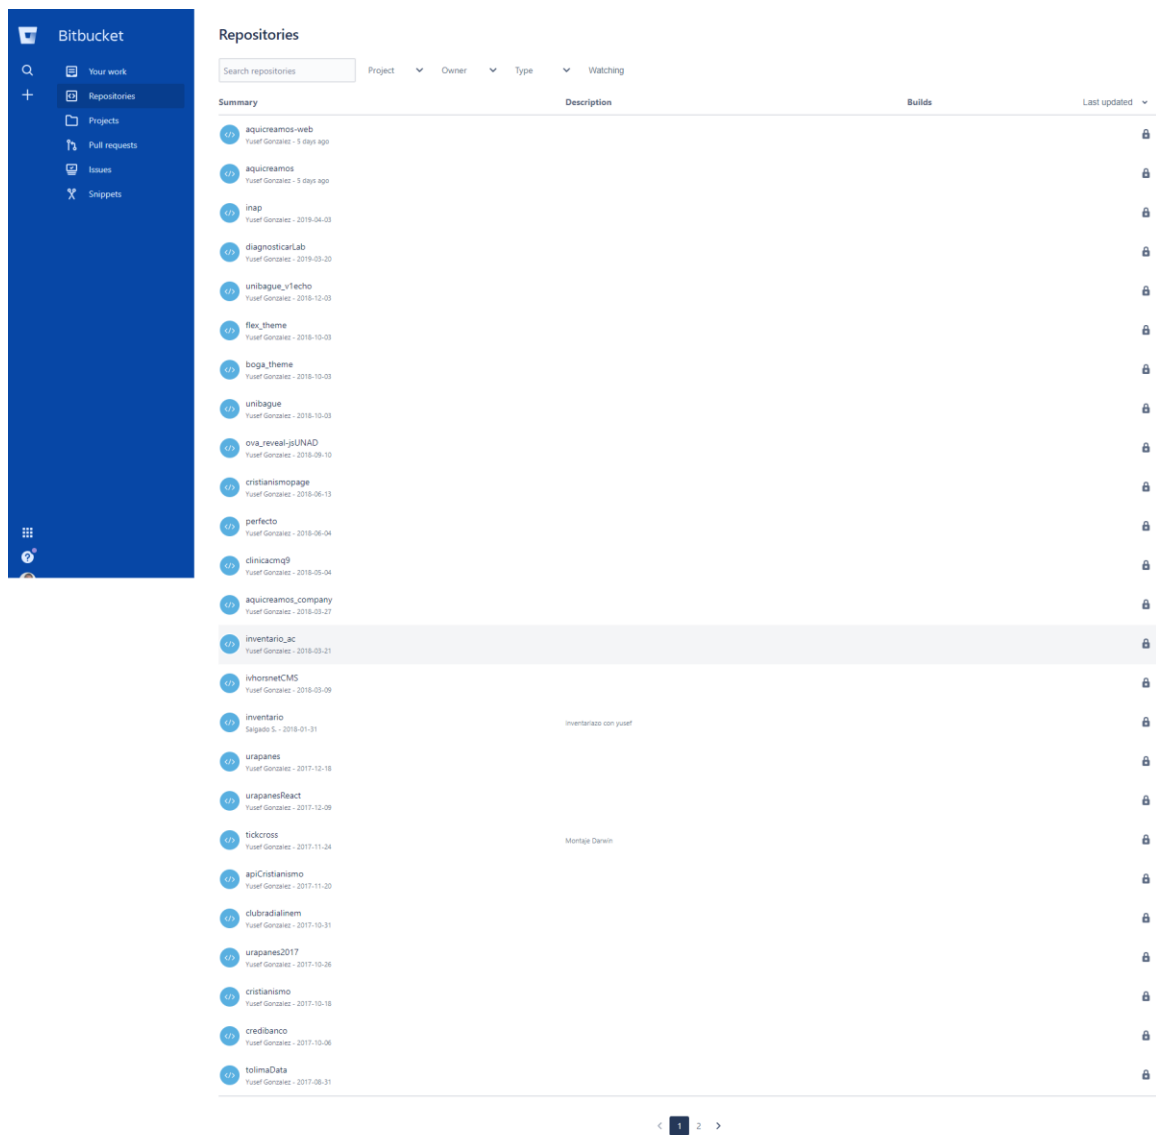 Bitbucket
Your work
Repositories
Projects
Pull requests
Issues
Snippets
Repositories
Search repositories Project Owner Type Watching
Summary Description Builds Last updated
aquicreamos-web
Yusef Gonzalez - 5 days ago
aquicreamos
Yusef Gonzalez - 5 days ago
inap
Yusef Gonzalez - 2019-04-03
diagnosticarLab
Yusef Gonzalez - 2019-03-20
unibague_v1echo
Yusef Gonzalez - 2018-12-03
flex_theme
Yusef Gonzalez - 2018-10-03
boga_theme
Yusef Gonzalez - 2018-10-03
unibague
Yusef Gonzalez - 2018-10-03
ova_reveal-jsUNAD
Yusef Gonzalez - 2018-09-10
cristianismopage
Yusef Gonzalez - 2018-06-13
perfecto
Yusef Gonzalez - 2018-06-04
clinicacmq9
Yusef Gonzalez - 2018-05-04
aquicreamos_company
Yusef Gonzalez - 2018-03-27
inventario_ac
Yusef Gonzalez - 2018-03-21
ivhorsnetCMS
Yusef Gonzalez - 2018-03-09
inventario
Salgado S. - 2018-01-31
inventariazo con yusef
urapanes
Yusef Gonzalez - 2017-12-18
urapanesReact
Yusef Gonzalez - 2017-12-09
tickcross
Yusef Gonzalez - 2017-11-24
Montaje Darwin
apiCristianismo
Yusef Gonzalez - 2017-11-20
clubradialinem
Yusef Gonzalez - 2017-10-31
urapanes2017
Yusef Gonzalez - 2017-10-26
cristianismo
Yusef Gonzalez - 2017-10-18
credibanco
Yusef Gonzalez - 2017-10-06
tolimaData
Yusef Gonzalez - 2017-08-31
1 2